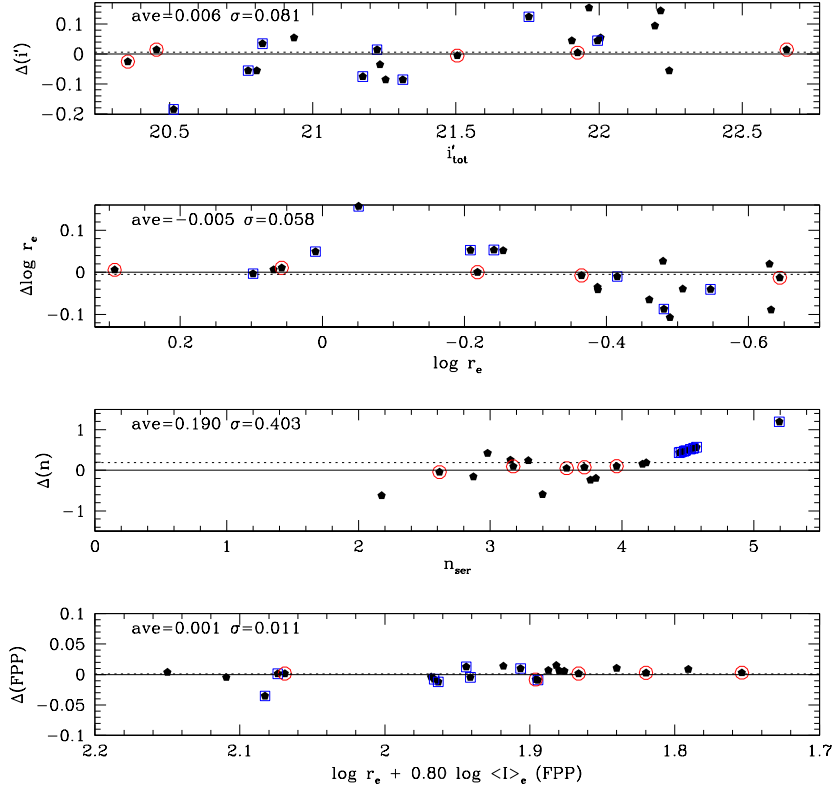 ave=0.006 σ=0.081
0.1
0
−0.1
−0.2
Δ(i′)
20.5 21 21.5 22 22.5
i′tot
ave=−0.005 σ=0.058
0.1
0
−0.1
Δlog re
0.2 0 −0.2 −0.4 −0.6
log re
ave=0.190 σ=0.403
1
0
−1
Δ(n)
0 1 2 3 4 5
nser
0.1
ave=0.001 σ=0.011
0.05
0
−0.05
−0.1
Δ(FPP)
2.2 2.1 2 1.9 1.8 1.7
log re + 0.80 log <I>e (FPP)